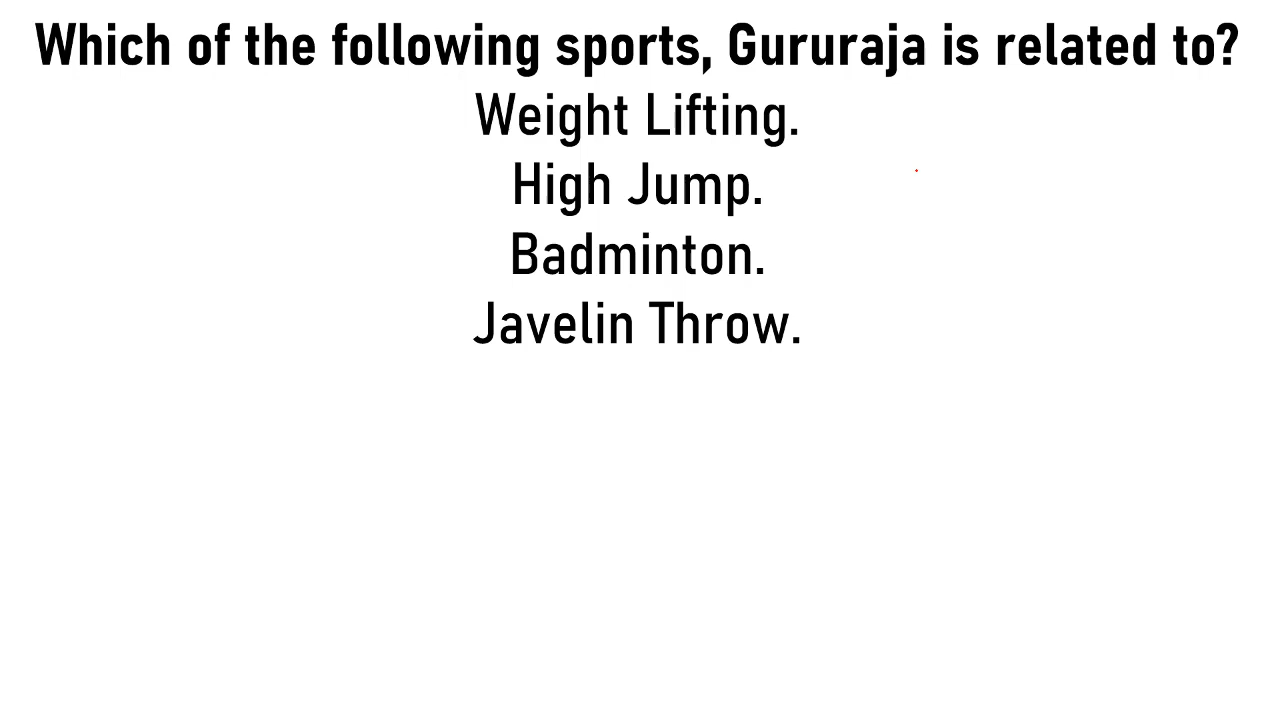 Which of the following sports, Gururaja is related to?
Weight Lifting.
High Jump.
Badminton.
Javelin Throw.